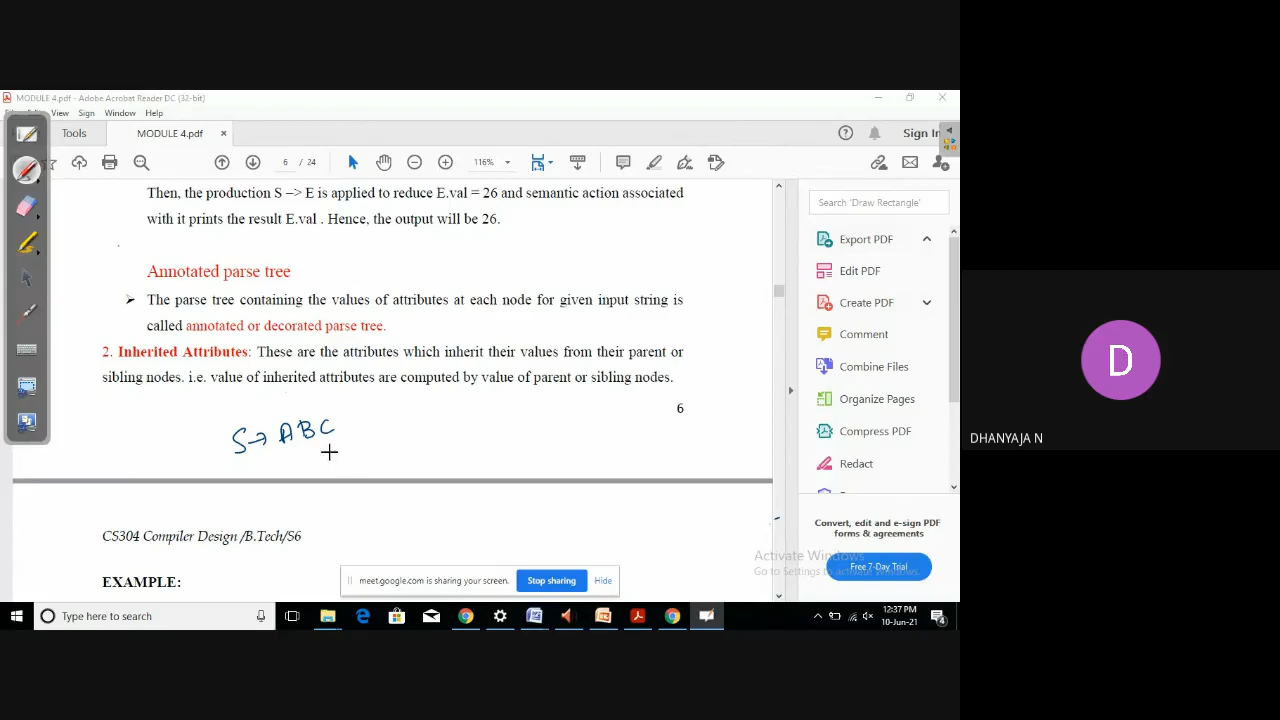 MODULE 4.pdf - Adobe Acrobat Reader DC (32-bit)
View Sign Window Help
Tools MODULE 4.pdf × Sign In
6 / 24 116%
Then, the production S –> E is applied to reduce E.val = 26 and semantic action associated
with it prints the result E.val . Hence, the output will be 26.
Annotated parse tree
➢ The parse tree containing the values of attributes at each node for given input string is
called annotated or decorated parse tree.
2. Inherited Attributes: These are the attributes which inherit their values from their parent or
sibling nodes. i.e. value of inherited attributes are computed by value of parent or sibling nodes.
6
S → A B C
CS304 Compiler Design /B.Tech/S6
EXAMPLE:
Search 'Draw Rectangle'
Export PDF
Edit PDF
Create PDF
Comment
Combine Files
Organize Pages
Compress PDF
Redact
Convert, edit and e-sign PDF
forms & agreements
Free 7-Day Trial
Activate Windows
Go to Settings to activate Windows.
meet.google.com is sharing your screen. Stop sharing Hide
Type here to search
12:37 PM
10-Jun-21
4
D
DHANYAJA N